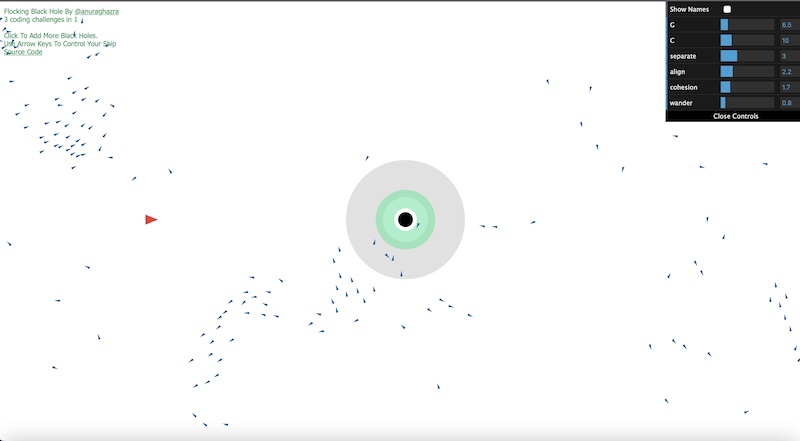 Flocking Black Hole By @anuraghazra
3 coding challenges in 1
Click To Add More Black Holes.
Use Arrow Keys To Control Your Ship
Source Code
Show Names
G 6.5
C 10
separate 3
align 2.2
cohesion 1.7
wander 0.8
Close Controls